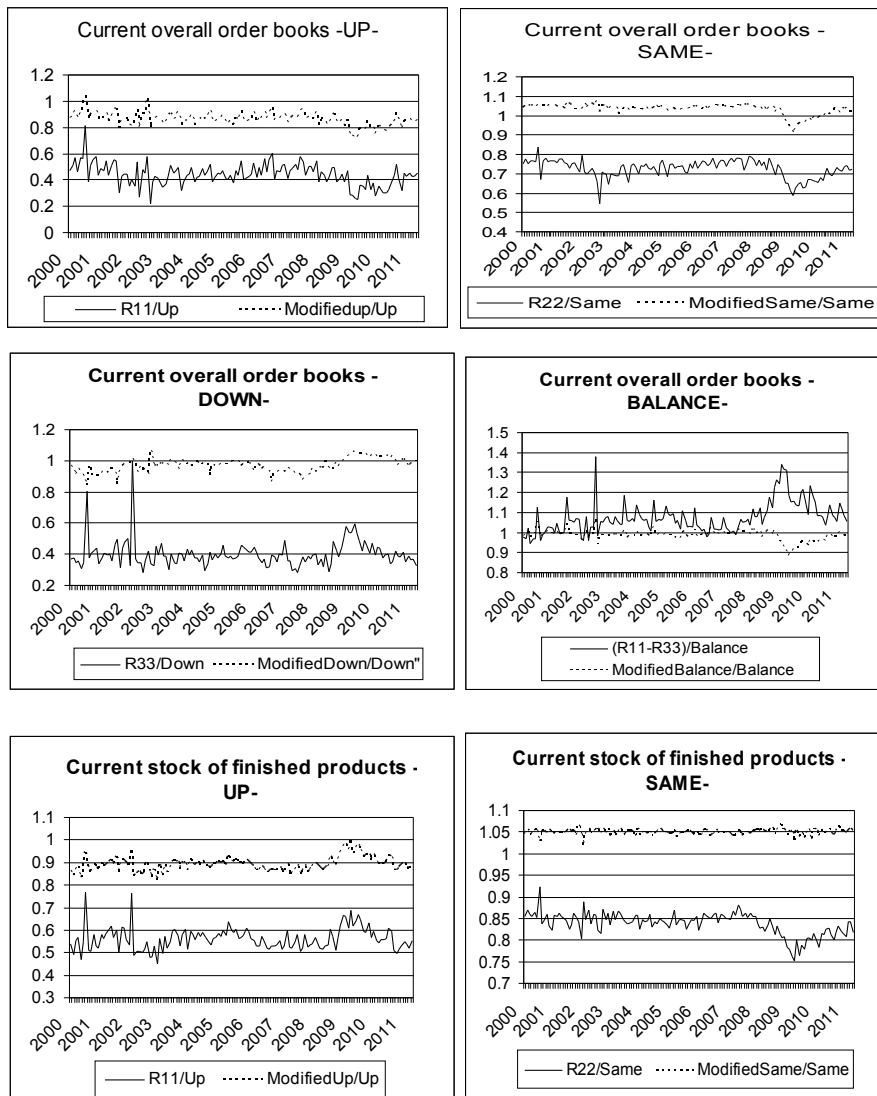 Current overall order books -UP-
1.2
1
0.8
0.6
0.4
0.2
0
2000 2001 2002 2003 2004 2005 2006 2007 2008 2009 2010 2011
R11/Up Modifiedup/Up
Current overall order books -
SAME-
1.2
1.1
1
0.9
0.8
0.7
0.6
0.5
0.4
2000 2001 2002 2003 2004 2005 2006 2007 2008 2009 2010 2011
R22/Same ModifiedSame/Same
Current overall order books -
DOWN-
1.2
1
0.8
0.6
0.4
0.2
2000 2001 2002 2003 2004 2005 2006 2007 2008 2009 2010 2011
R33/Down ModifiedDown/Down"
Current overall order books -
BALANCE-
1.5
1.4
1.3
1.2
1.1
1
0.9
0.8
2000 2001 2002 2003 2004 2005 2006 2007 2008 2009 2010 2011
(R11-R33)/Balance
ModifiedBalance/Balance
Current stock of finished products -
UP-
1.1
1
0.9
0.8
0.7
0.6
0.5
0.4
0.3
2000 2001 2002 2003 2004 2005 2006 2007 2008 2009 2010 2011
R11/Up ModifiedUp/Up
Current stock of finished products -
SAME-
1.1
1.05
1
0.95
0.9
0.85
0.8
0.75
0.7
2000 2001 2002 2003 2004 2005 2006 2007 2008 2009 2010 2011
R22/Same ModifiedSame/Same